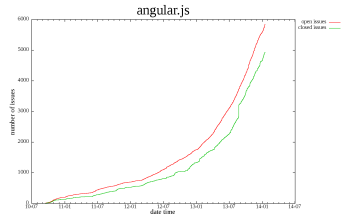 angular.js
open issues
closed issues
number of issues
6000
5000
4000
3000
2000
1000
0
10-07 11-01 11-07 12-01 12-07 13-01 13-07 14-01 14-07
date time